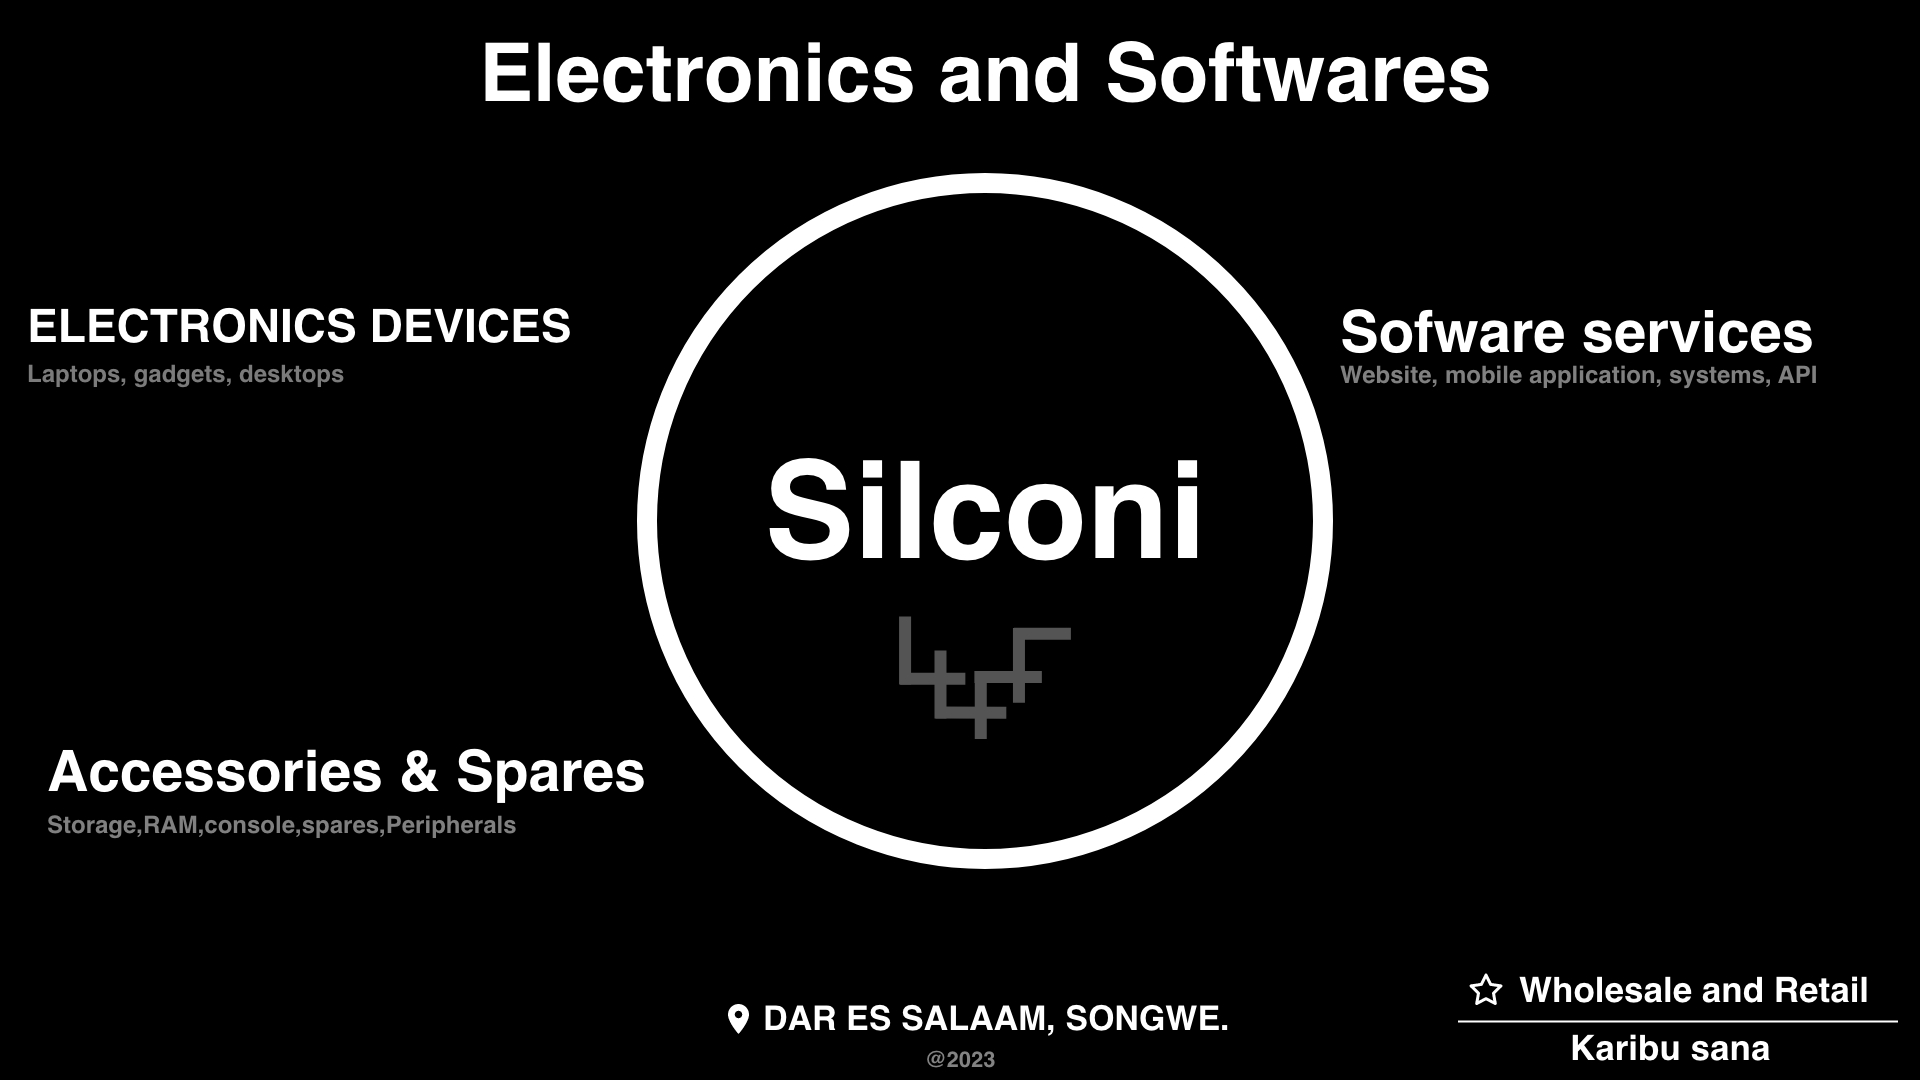 Electronics and Softwares
ELECTRONICS DEVICES
Laptops, gadgets, desktops
Sofware services
Website, mobile application, systems, API
Silconi
Accessories & Spares
Storage,RAM,console,spares,Peripherals
DAR ES SALAAM, SONGWE.
@2023
Wholesale and Retail
Karibu sana